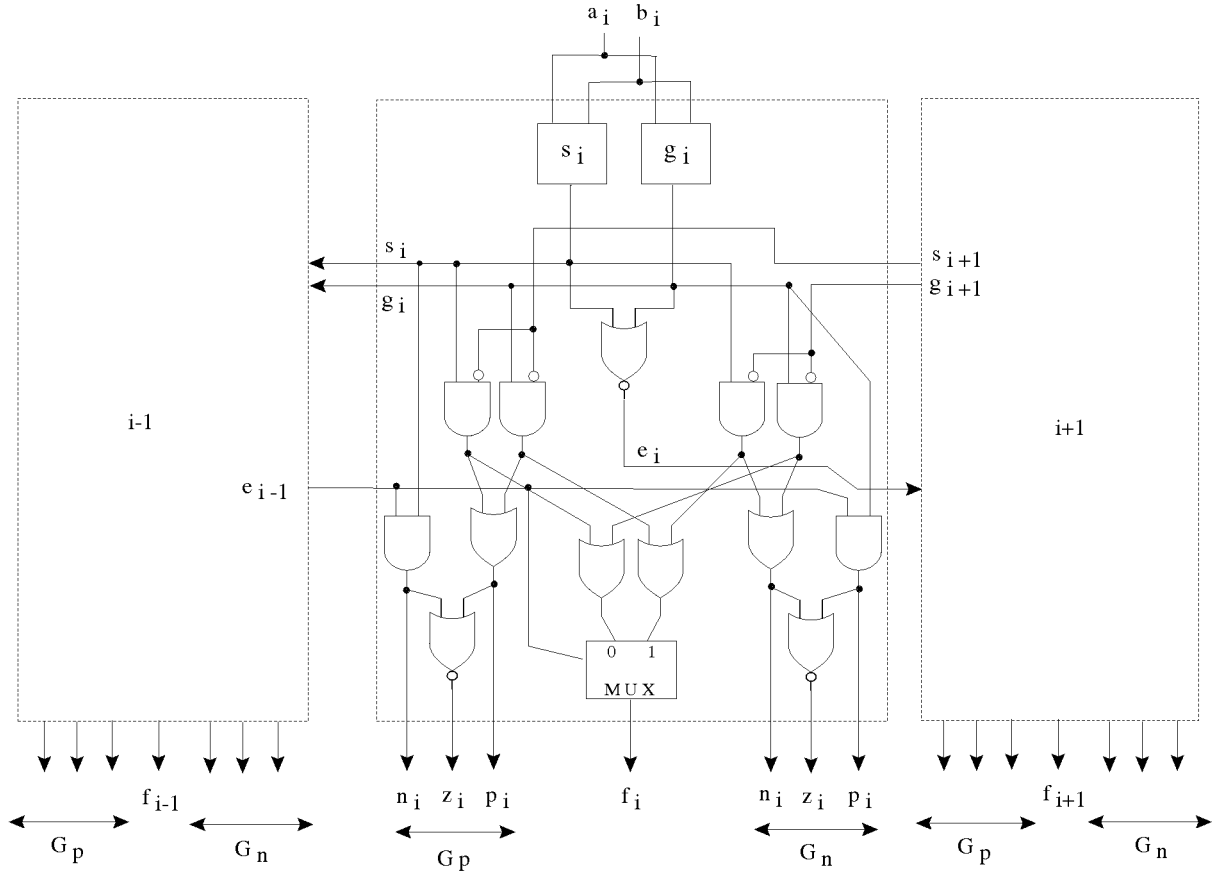 a i b i
s i g i
s i
g i
s i+1
g i+1
i-1
i+1
e i
e i-1
0 1
MUX
n i z i p i
f i
n i z i p i
f i-1
f i+1
G p
G n
G p
G n
G p
G n